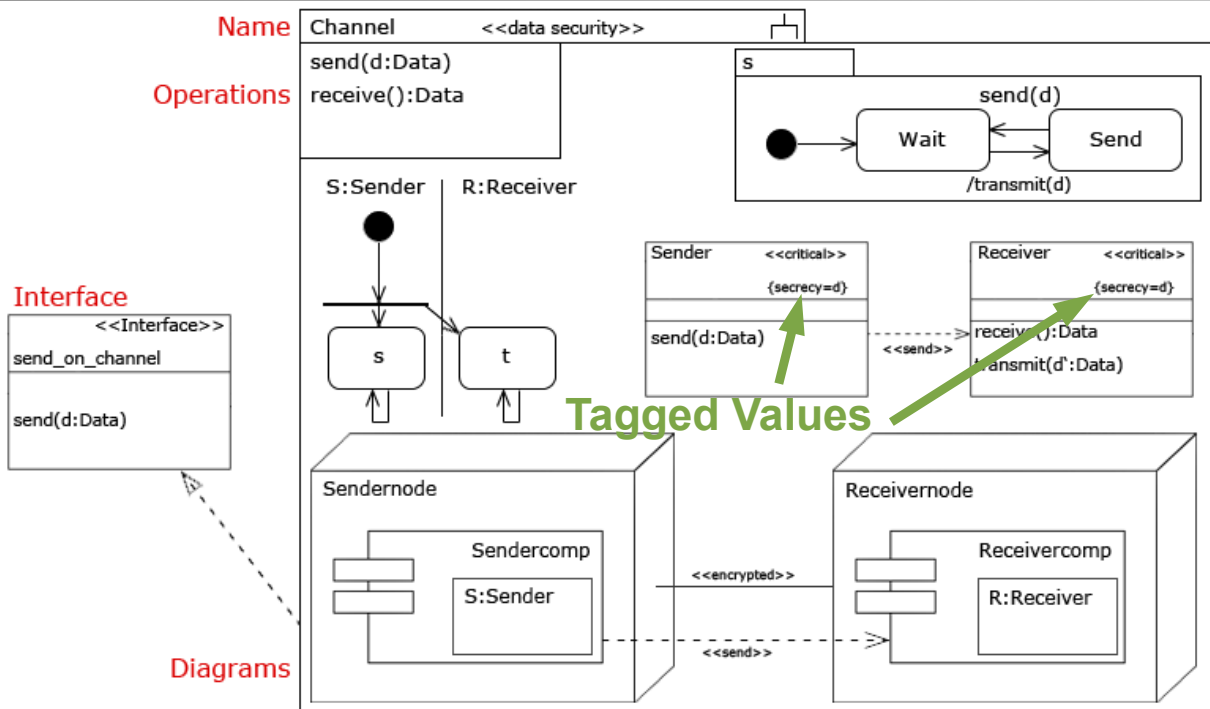 Name
Channel
<<data security>>
Operations
send(d:Data)
receive():Data
s
send(d)
Wait
Send
/transmit(d)
S:Sender
R:Receiver
s
t
Sender
<<critical>>
{secrecy=d}
send(d:Data)
<<send>>
Receiver
<<critical>>
{secrecy=d}
receive():Data
transmit(d‘:Data)
Tagged Values
Interface
<<Interface>>
send_on_channel
send(d:Data)
Diagrams
Sendernode
Sendercomp
S:Sender
<<encrypted>>
<<send>>
Receivernode
Receivercomp
R:Receiver